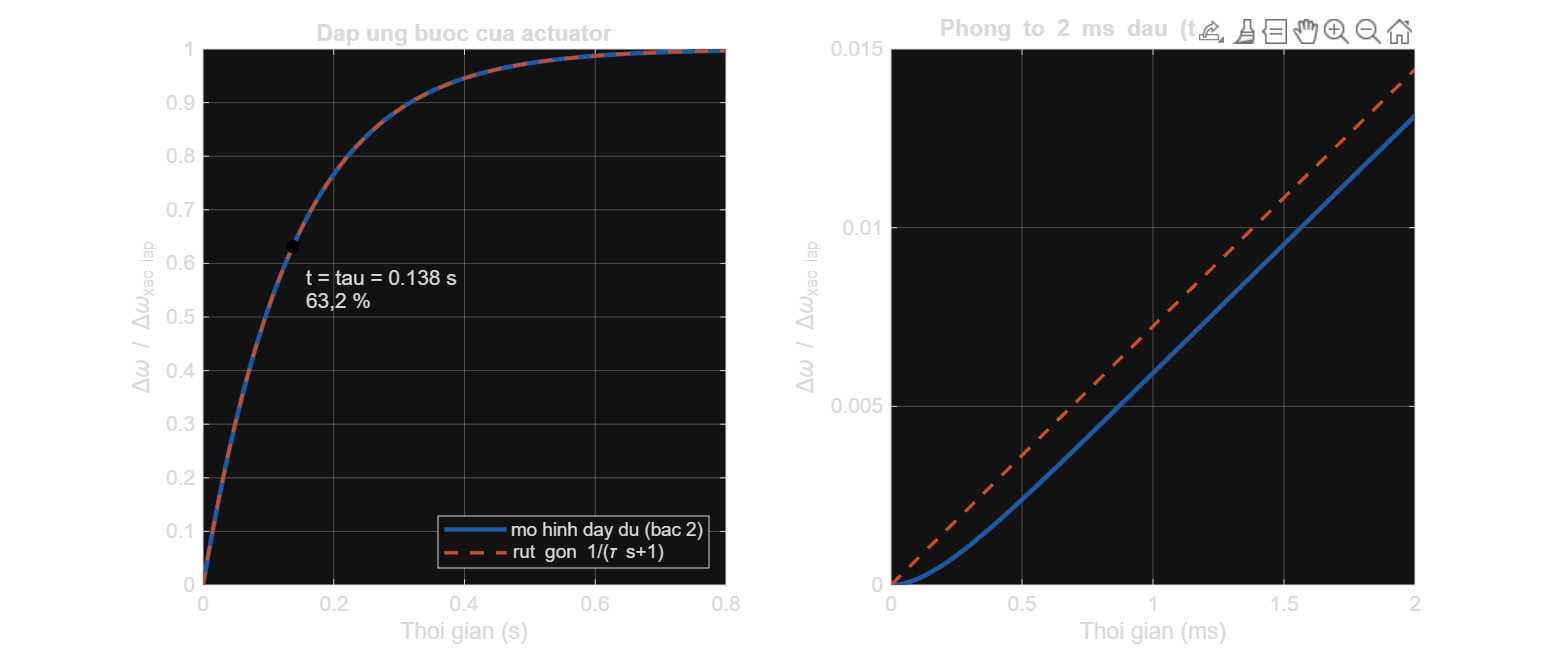 Dap ung buoc cua actuator
1
0.9
0.8
0.7
0.6
0.5
0.4
0.3
0.2
0.1
0
Δω / Δω_xac lap
t = tau = 0.138 s
63,2 %
mo hinh day du (bac 2)
rut gon 1/(τ s+1)
0 0.2 0.4 0.6 0.8
Thoi gian (s)
Phong to 2 ms dau (t
0.015
0.01
0.005
0
Δω / Δω_xac lap
0 0.5 1 1.5 2
Thoi gian (ms)